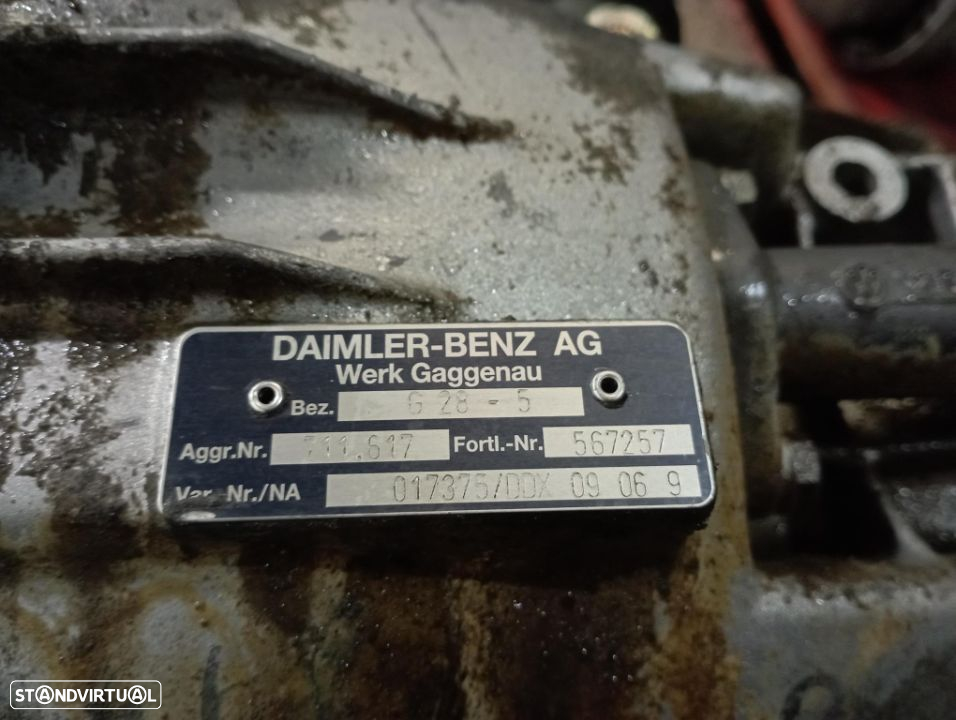 DAIMLER-BENZ AG
Werk Gaggenau
Bez. G 28 - 5
Aggr.Nr. 711.617 Fortl.-Nr. 567257
Var.-Nr./NA 017375/DDX 09 06 9
STANDVIRTUAL